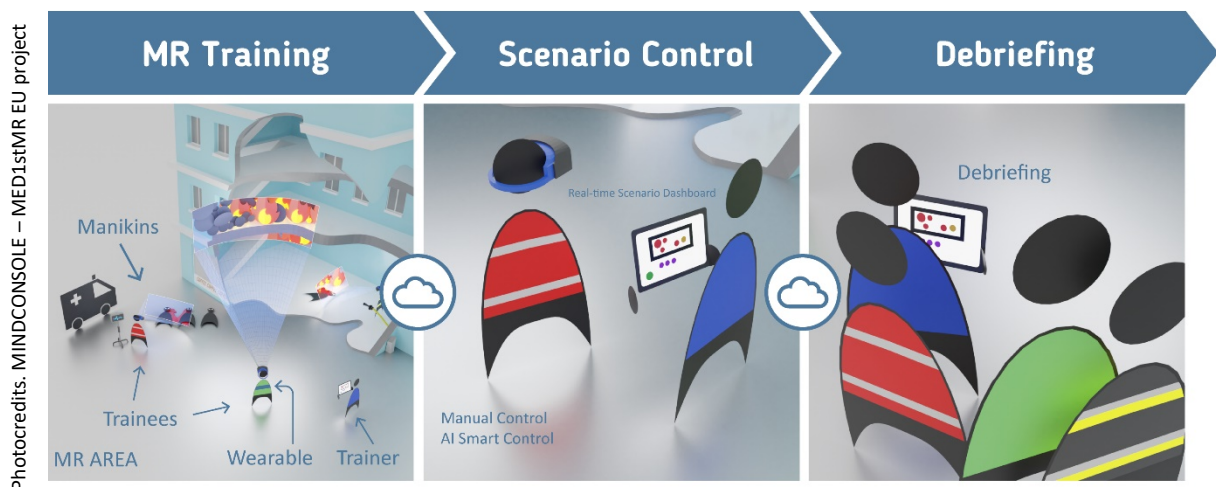 Photocredits. MINDCONSOLE – MED1stMR EU project
MR Training
Scenario Control
Debriefing
Manikins
Trainees
MR AREA
Wearable
Trainer
Real-time Scenario Dashboard
Manual Control
AI Smart Control
Debriefing